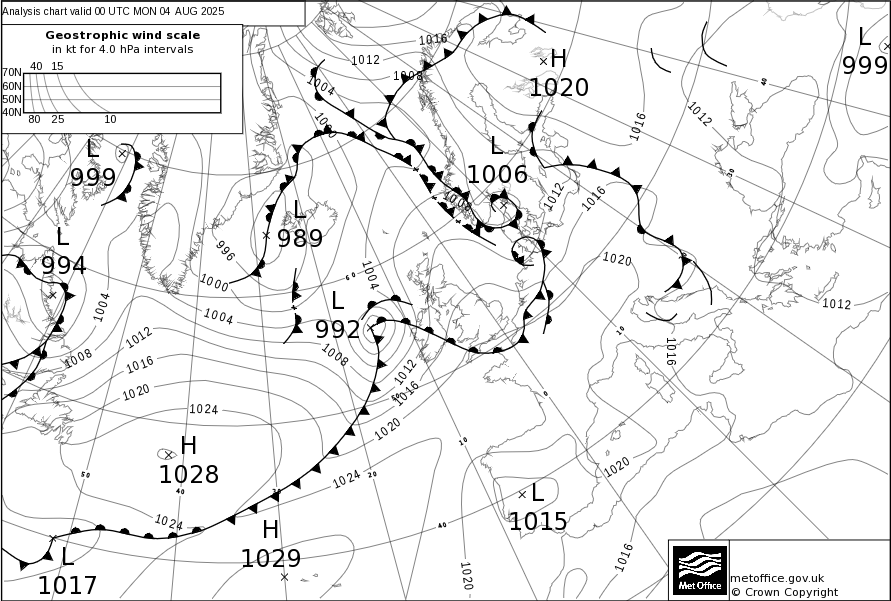 Analysis chart valid 00 UTC MON 04 AUG 2025
Geostrophic wind scale
in kt for 4.0 hPa intervals
40 15
70N
60N
50N
40N
80 25 10
1016
1012
1008
1004
1000
H
1020
L
999
40
1016
1012
30
L
999
L
1006
1008
1012
1016
L
989
996
L
994
1000
60
1004
1020
1004
L
992
1004
1012
10
1008
1012
1016
1008
1016
1012
1020
50
1016
0
1024
1020
H
1028
10
1020
50
40
30
20
1024
L
1015
1024
H
1029
40
L
1017
1020
1016
Met Office
metoffice.gov.uk
© Crown Copyright